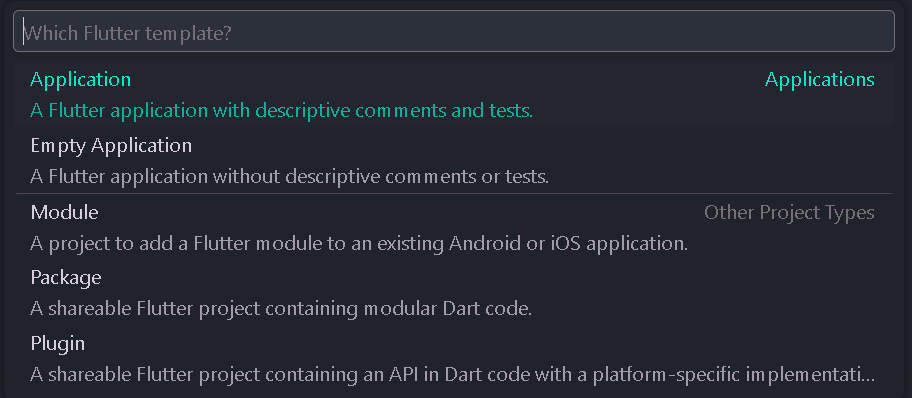 Which Flutter template?
Application
Applications
A Flutter application with descriptive comments and tests.
Empty Application
A Flutter application without descriptive comments or tests.
Module
Other Project Types
A project to add a Flutter module to an existing Android or iOS application.
Package
A shareable Flutter project containing modular Dart code.
Plugin
A shareable Flutter project containing an API in Dart code with a platform-specific implementati...